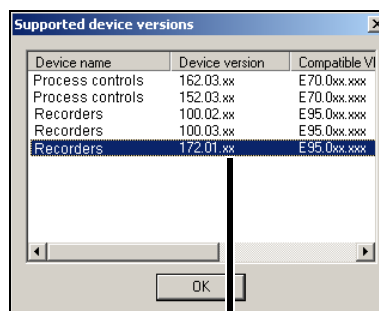 Supported device versions
Device name Device version Compatible VI
Process controls 162.03.xx E70.0xx.xxx
Process controls 152.03.xx E70.0xx.xxx
Recorders 100.02.xx E95.0xx.xxx
Recorders 100.03.xx E95.0xx.xxx
Recorders 172.01.xx E95.0xx.xxx
OK